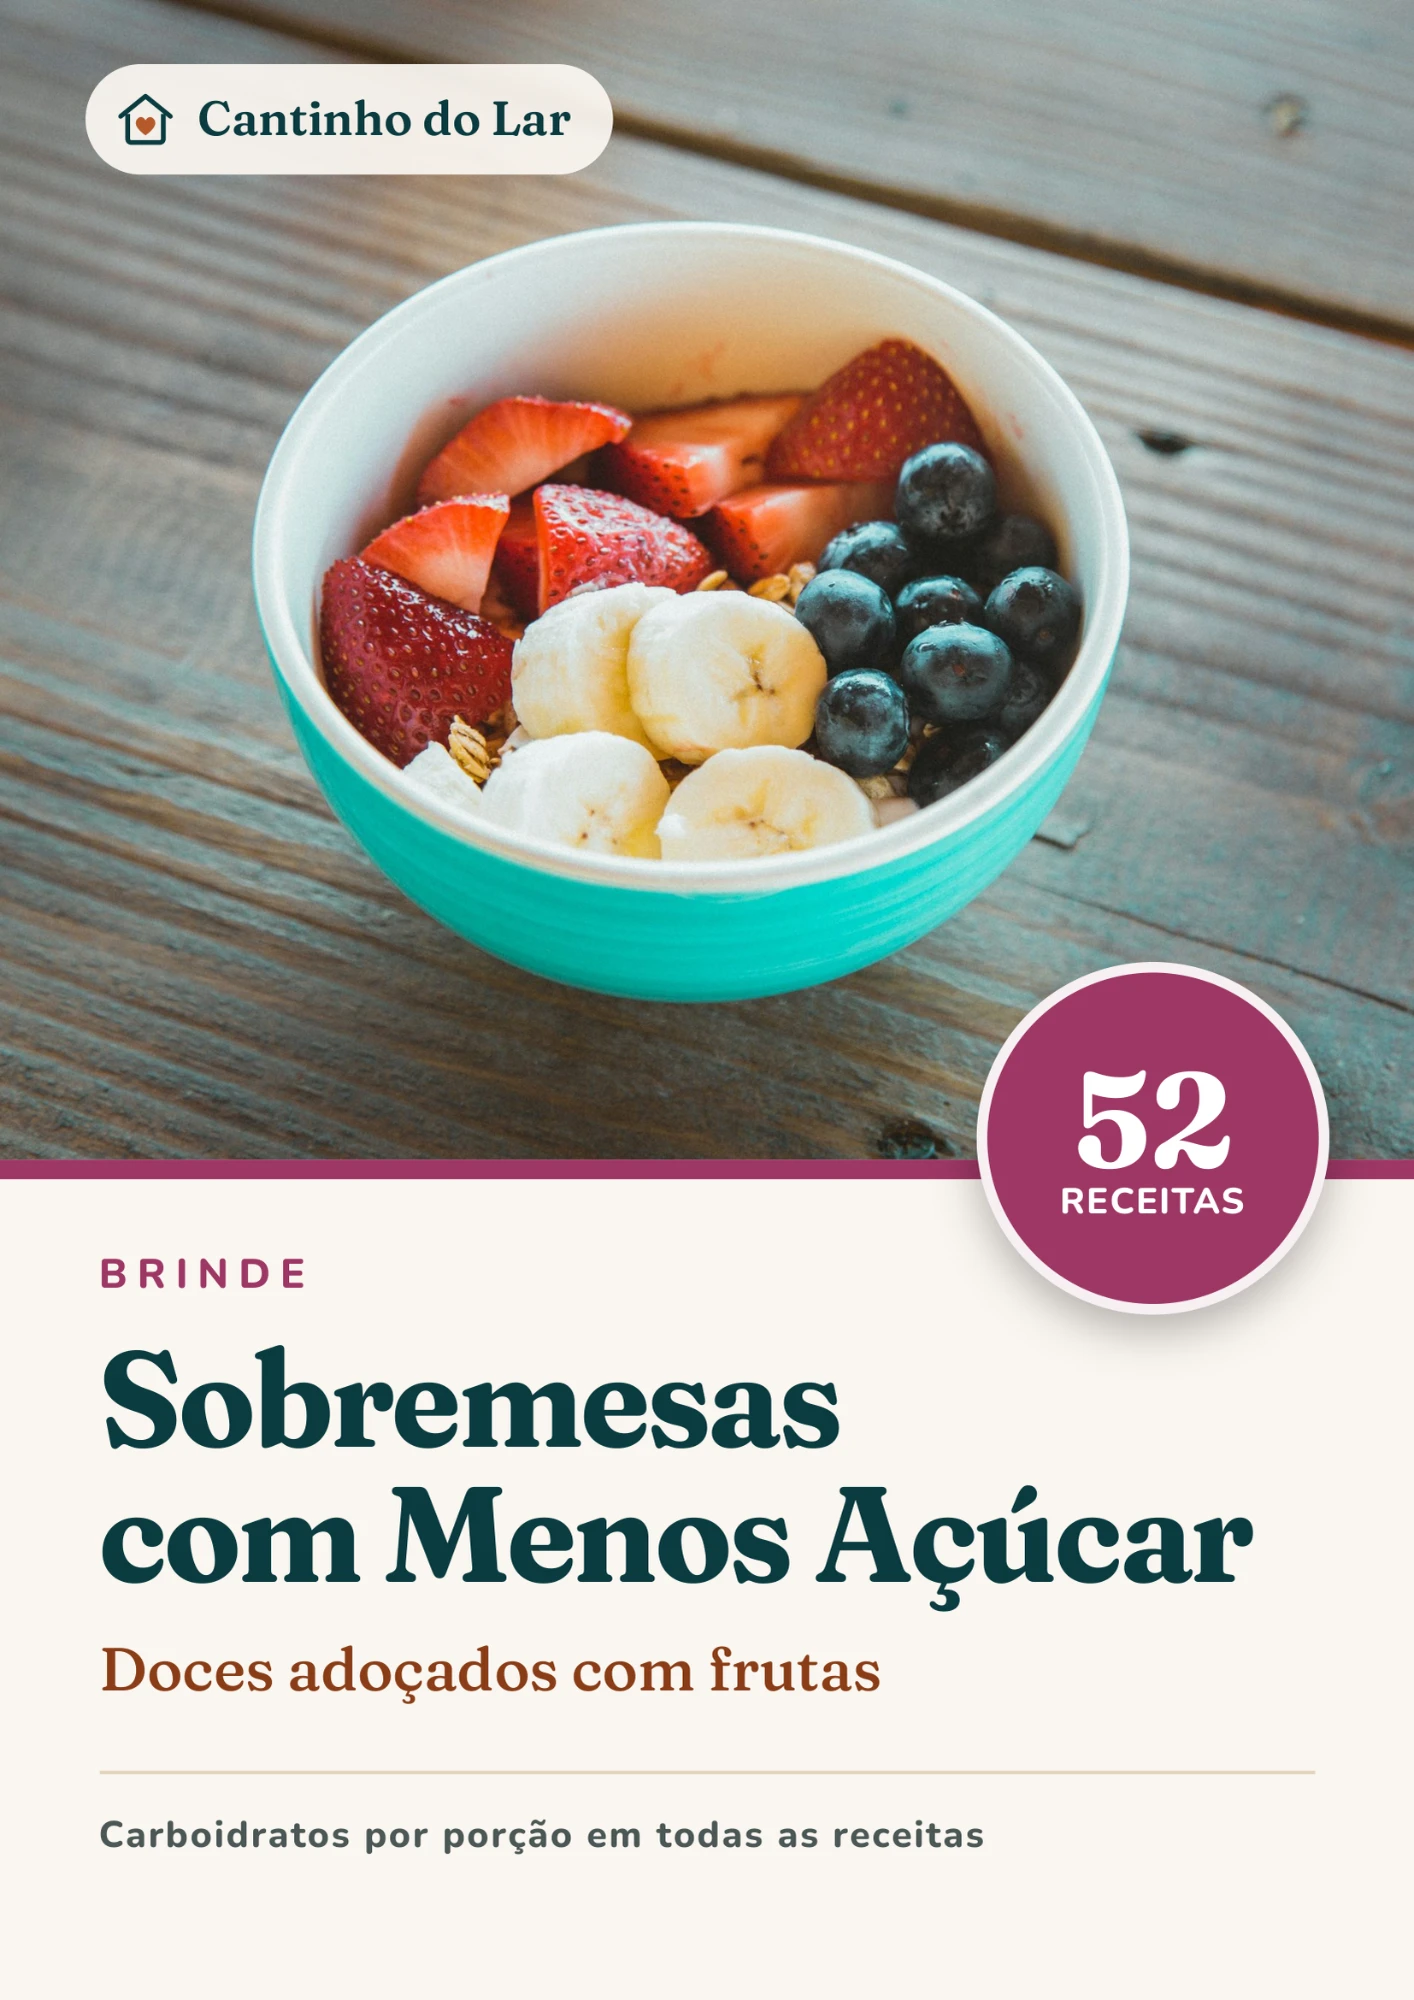 Cantinho do Lar
52
RECEITAS
BRINDE
Sobremesas
com Menos Açúcar
Doces adoçados com frutas
Carboidratos por porção em todas as receitas